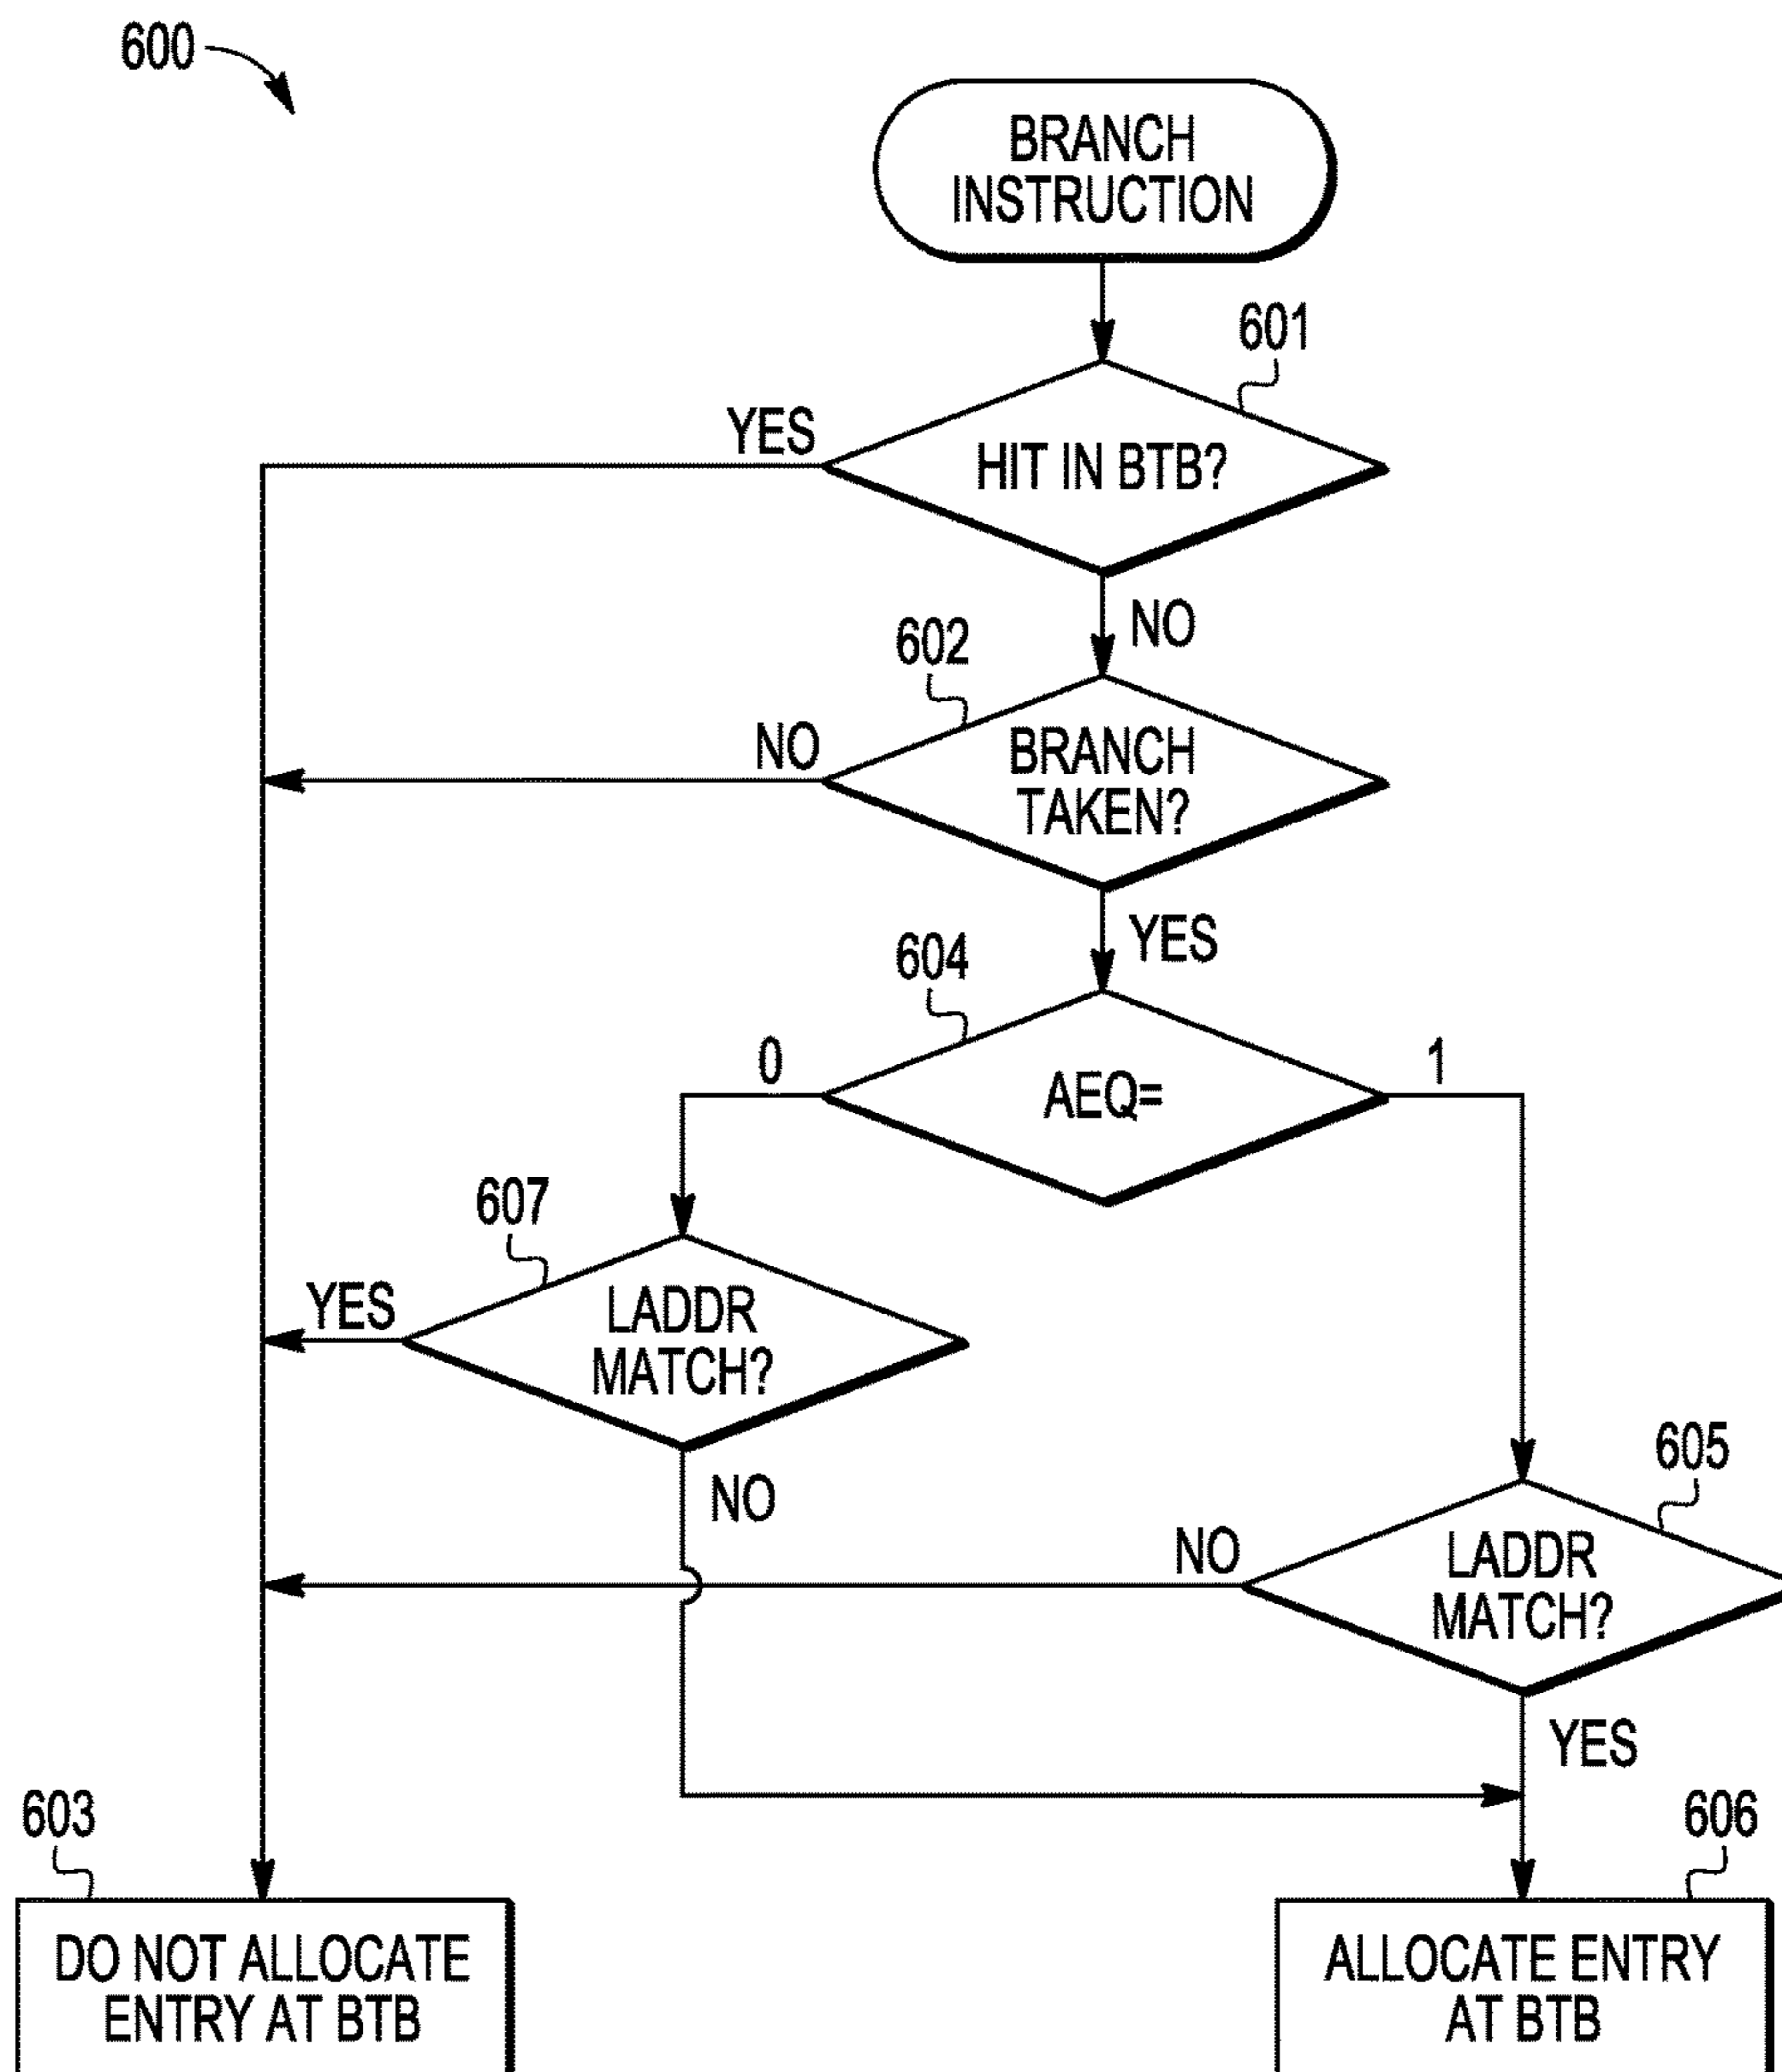 600
BRANCH
INSTRUCTION
601
YES
HIT IN BTB?
NO
602
NO
BRANCH
TAKEN?
YES
604
0
AEQ=
1
607
YES
LADDR
MATCH?
NO
605
NO
LADDR
MATCH?
YES
603
606
DO NOT ALLOCATE
ENTRY AT BTB
ALLOCATE ENTRY
AT BTB